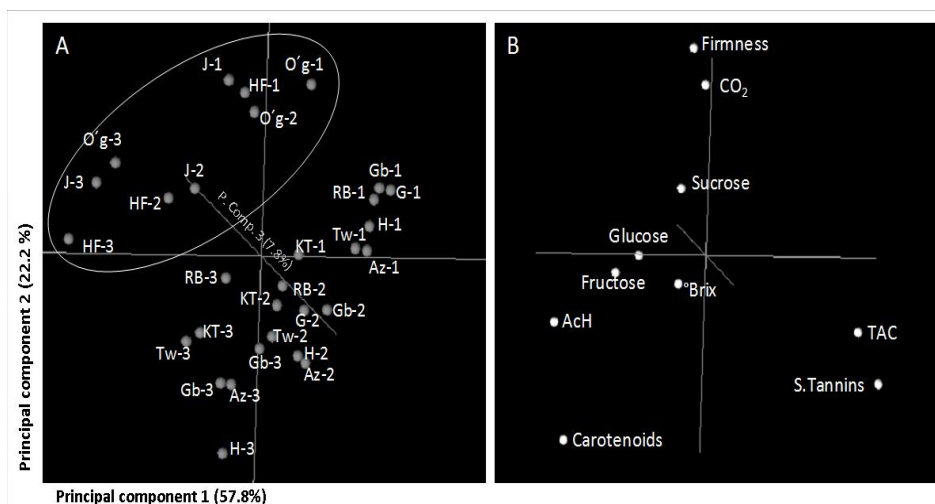 A
J-1
O´g-1
HF-1
O´g-2
O´g-3
J-3
J-2
HF-2
HF-3
P. Comp. 3 (7.8%)
Gb-1
RB-1
G-1
H-1
Tw-1
KT-1
Az-1
RB-3
RB-2
KT-2
Gb-2
G-2
KT-3
Tw-2
Tw-3
Gb-3
H-2
Az-2
Gb-3
Az-3
H-3
Principal component 2 (22.2 %)
Principal component 1 (57.8%)
B
Firmness
CO₂
Sucrose
Glucose
Fructose
°Brix
AcH
TAC
S.Tannins
Carotenoids